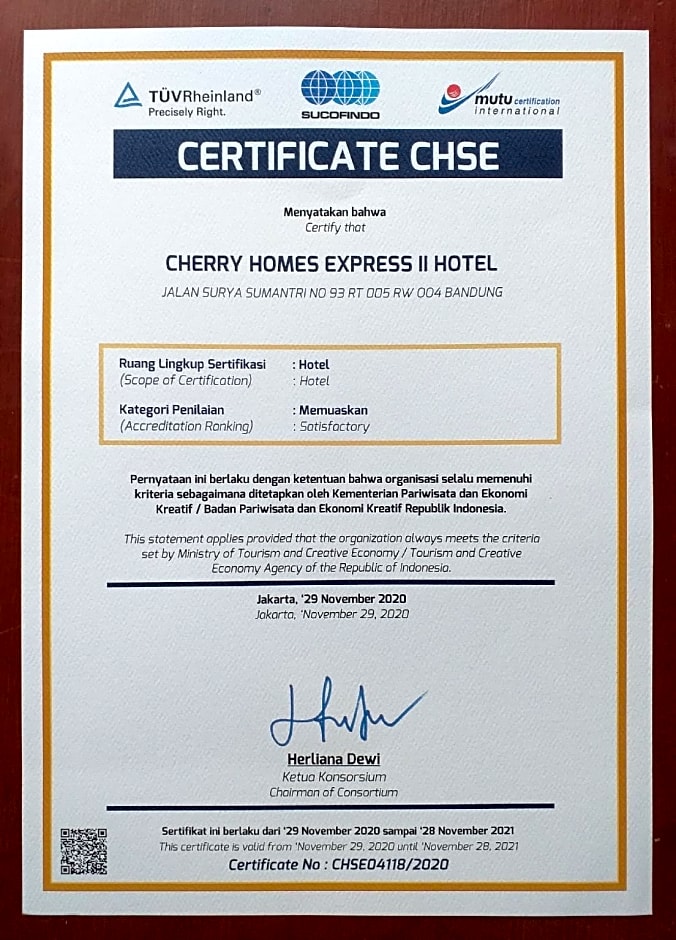 TÜVRheinland®
Precisely Right.
SUCOFINDO
mutu certification
international
CERTIFICATE CHSE
Menyatakan bahwa
Certify that
CHERRY HOMES EXPRESS II HOTEL
JALAN SURYA SUMANTRI NO 93 RT 005 RW 004 BANDUNG
Ruang Lingkup Sertifikasi : Hotel
(Scope of Certification) : Hotel
Kategori Penilaian : Memuaskan
(Accreditation Ranking) : Satisfactory
Pernyataan ini berlaku dengan ketentuan bahwa organisasi selalu memenuhi
kriteria sebagaimana ditetapkan oleh Kementerian Pariwisata dan Ekonomi
Kreatif / Badan Pariwisata dan Ekonomi Kreatif Republik Indonesia.
This statement applies provided that the organization always meets the criteria
set by Ministry of Tourism and Creative Economy / Tourism and Creative
Economy Agency of the Republic of Indonesia.
Jakarta, '29 November 2020
Jakarta, 'November 29, 2020
Herliana Dewi
Ketua Konsorsium
Chairman of Consortium
Sertifikat ini berlaku dari '29 November 2020 sampai '28 November 2021
This certificate is valid from 'November 29, 2020 until 'November 28, 2021
Certificate No : CHSE04118/2020